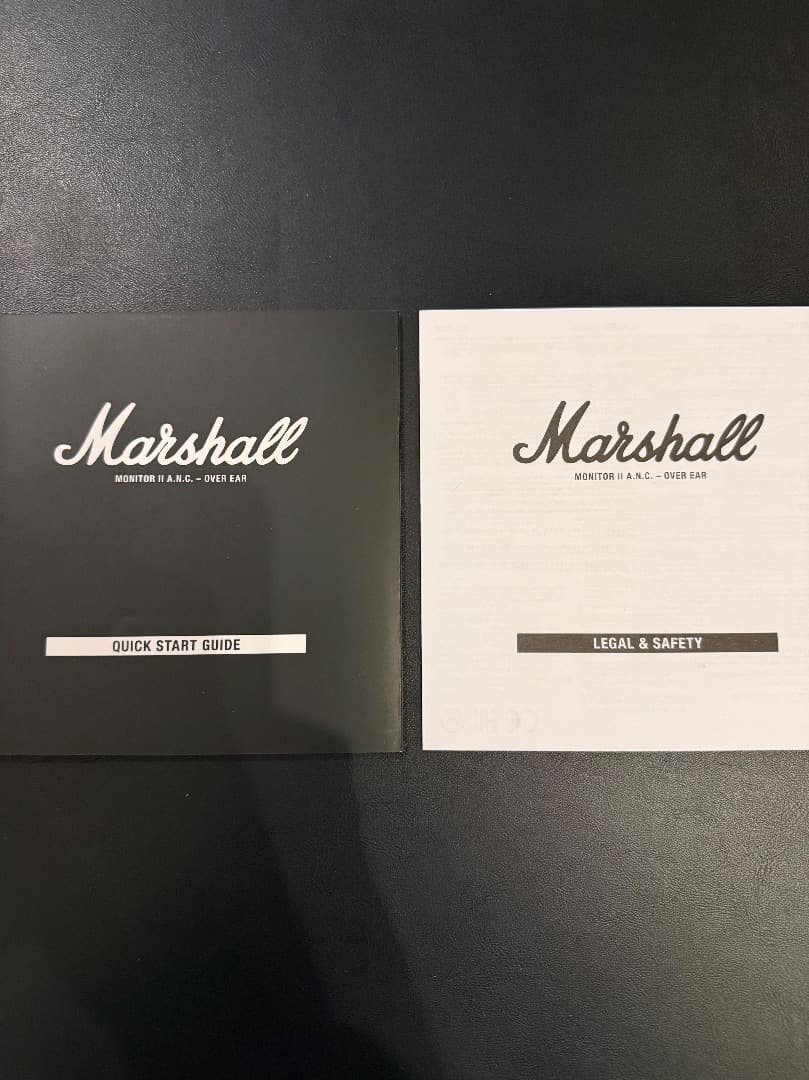 Marshall
MONITOR II A.N.C. – OVER EAR
QUICK START GUIDE
Marshall
MONITOR II A.N.C. – OVER EAR
LEGAL & SAFETY